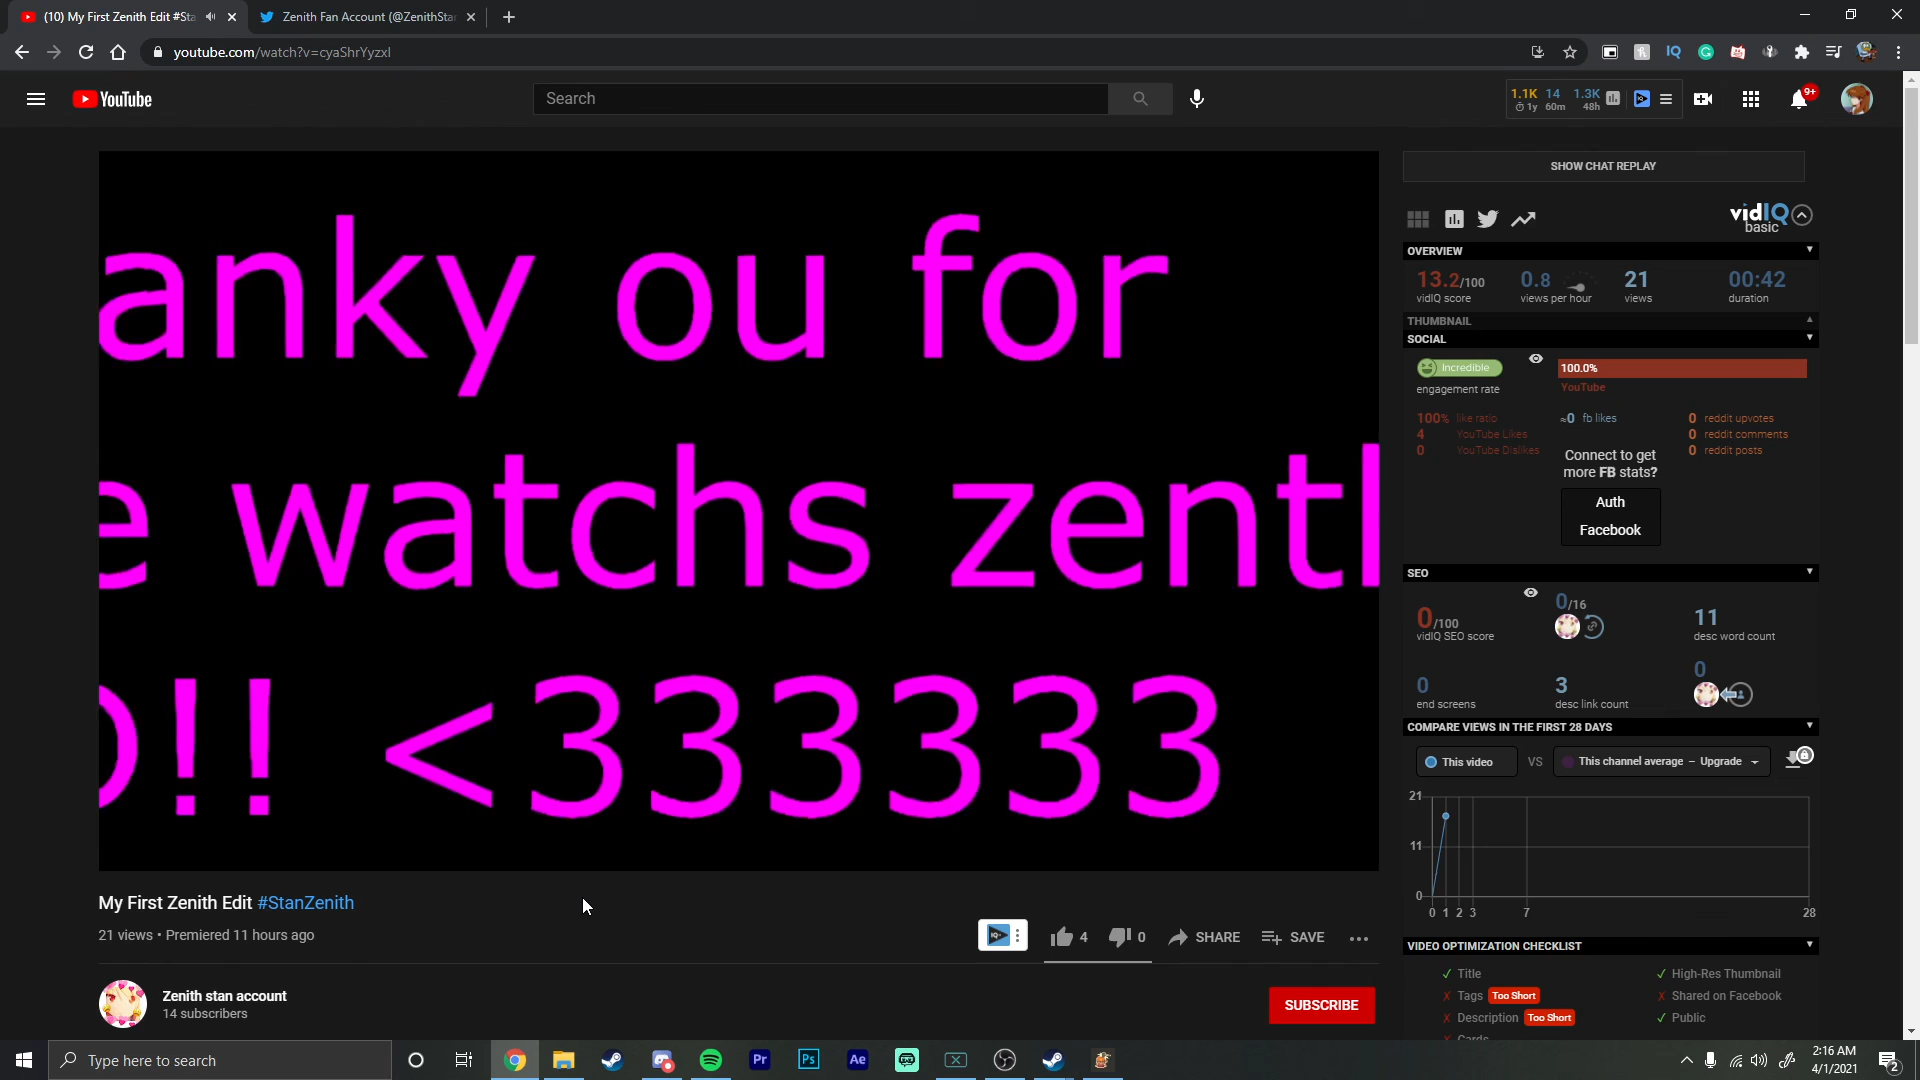 (10) My First Zenith Edit #Sta
Zenith Fan Account (@ZenithStar
youtube.com/watch?v=cyaShrYyzxI
YouTube
Search
1.1K 14 1.3K
1y 60m 48h
9+
anky ou for
e watchs zentl
!! <333333
My First Zenith Edit #StanZenith
21 views • Premiered 11 hours ago
4
0
SHARE
SAVE
Zenith stan account
14 subscribers
SUBSCRIBE
SHOW CHAT REPLAY
vidIQ
basic
OVERVIEW
13.2/100 0.8 21 00:42
vidIQ score views per hour views duration
THUMBNAIL
SOCIAL
Incredible
engagement rate
100.0%
YouTube
100% like ratio
4 YouTube Likes
0 YouTube Dislikes
≈0 fb likes
0 reddit upvotes
0 reddit comments
0 reddit posts
Connect to get
more FB stats?
Auth
Facebook
SEO
0/100
vidIQ SEO score
0/16
11
desc word count
0
end screens
3
desc link count
0
COMPARE VIEWS IN THE FIRST 28 DAYS
This video VS This channel average – Upgrade
21
11
0
0 1 2 3 7 28
VIDEO OPTIMIZATION CHECKLIST
Title
High-Res Thumbnail
Tags Too Short
Shared on Facebook
Description Too Short
Public
Cards
Type here to search
Pr
Ps
Ae
2:16 AM
4/1/2021
2